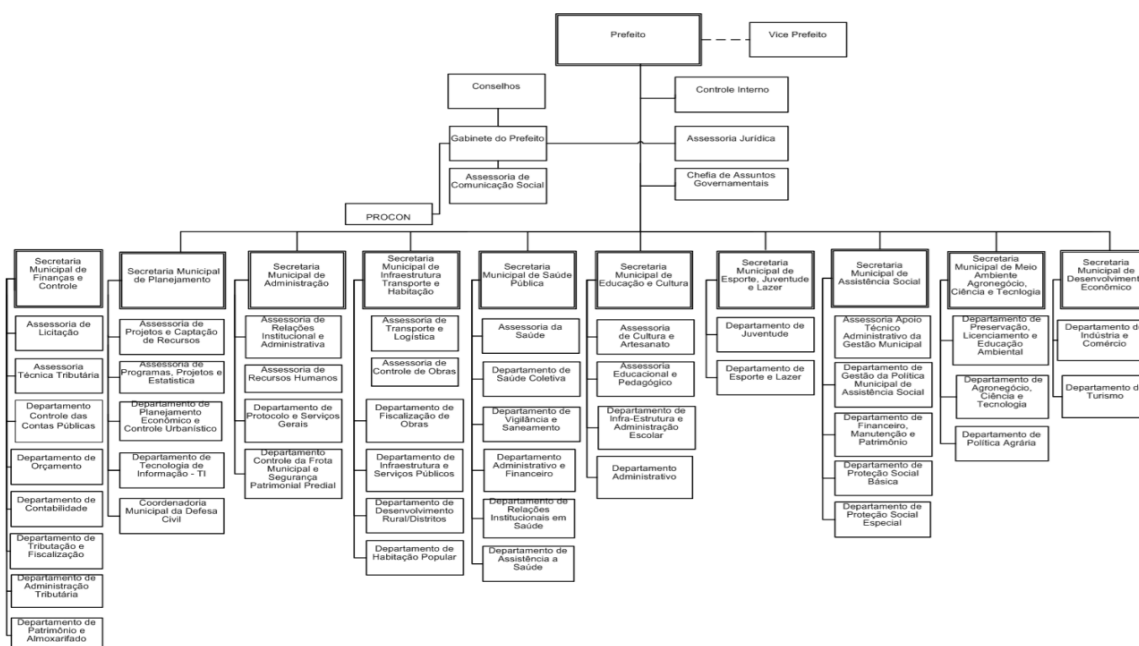 Prefeito
Vice Prefeito
Conselhos
Controle Interno
Gabinete do Prefeito
Assessoria Jurídica
Assessoria de
Comunicação Social
Chefia de Assuntos
Governamentais
PROCON
Secretaria
Municipal de
Finanças e
Controle
Assessoria de
Licitação
Assessoria
Técnica Tributária
Departamento
Controle das
Contas Públicas
Departamento de
Orçamento
Departamento de
Contabilidade
Departamento de
Tributação e
Fiscalização
Departamento de
Administração
Tributária
Departamento de
Patrimônio e
Almoxarifado
Secretaria Municipal
de Planejamento
Assessoria de
Projetos e Captação
de Recursos
Assessoria de
Programas, Projetos e
Estatistica
Departamento de
Planejamento
Econômico e
Controle Urbanístico
Departamento de
Tecnologia de
Informação - TI
Coordenadoria
Municipal da Defesa
Civil
Secretaria
Municipal de
Administração
Assessoria de
Relações
Institucional e
Administrativa
Assessoria de
Recursos Humanos
Departamento de
Protocolo e Serviços
Gerais
Departamento
Controle da Frota
Municipal e
Segurança
Patrimonial Predial
Secretaria
Municipal de
Infraestrutura
Transporte e
Habitação
Assessoria de
Transporte e
Logística
Assessoria de
Controle de Obras
Departamento
de Fiscalização de
Obras
Departamento de
Infraestrutura e
Serviços Públicos
Departamento de
Desenvolvimento
Rural/Distritos
Departamento de
Habitação Popular
Secretaria
Municipal de Saúde
Pública
Assessoria da
Saúde
Departamento de
Saúde Coletiva
Departamento de
Vigilância e
Saneamento
Departamento
Administrativo e
Financeiro
Departamento de
Relações
Institucionais em
Saúde
Departamento de
Assistência a
Saúde
Secretaria
Municipal de
Educação e Cultura
Assessoria
de Cultura e
Artesanato
Assessoria
Educacional e
Pedagógico
Departamento de
Infra-Estrutura e
Administração
Escolar
Departamento
Administrativo
Secretaria
Municipal de
Esporte, Juventude
e Lazer
Departamento de
Juventude
Departamento de
Esporte e Lazer
Secretaria
Municipal de
Assistência Social
Assessoria Apoio
Técnico
Administrativo da
Gestão Municipal
Departamento de
Gestão da Política
Municipal de
Assistência Social
Departamento de
Financeiro,
Manutenção e
Patrimônio
Departamento de
Proteção Social
Básica
Departamento de
Proteção Social
Especial
Secretaria
Municipal de Meio
Ambiente
Agronegócio,
Ciência e Tecnlogia
Departamento de
Preservação,
Licenciamento e
Educação
Ambiental
Departamento de
Agronegócio,
Ciência e
Tecnologia
Departamento de
Política Agrária
Secretaria
Municipal de
Desenvolviment
Econômico
Departamento de
Indústria e
Comércio
Departamento de
Turismo